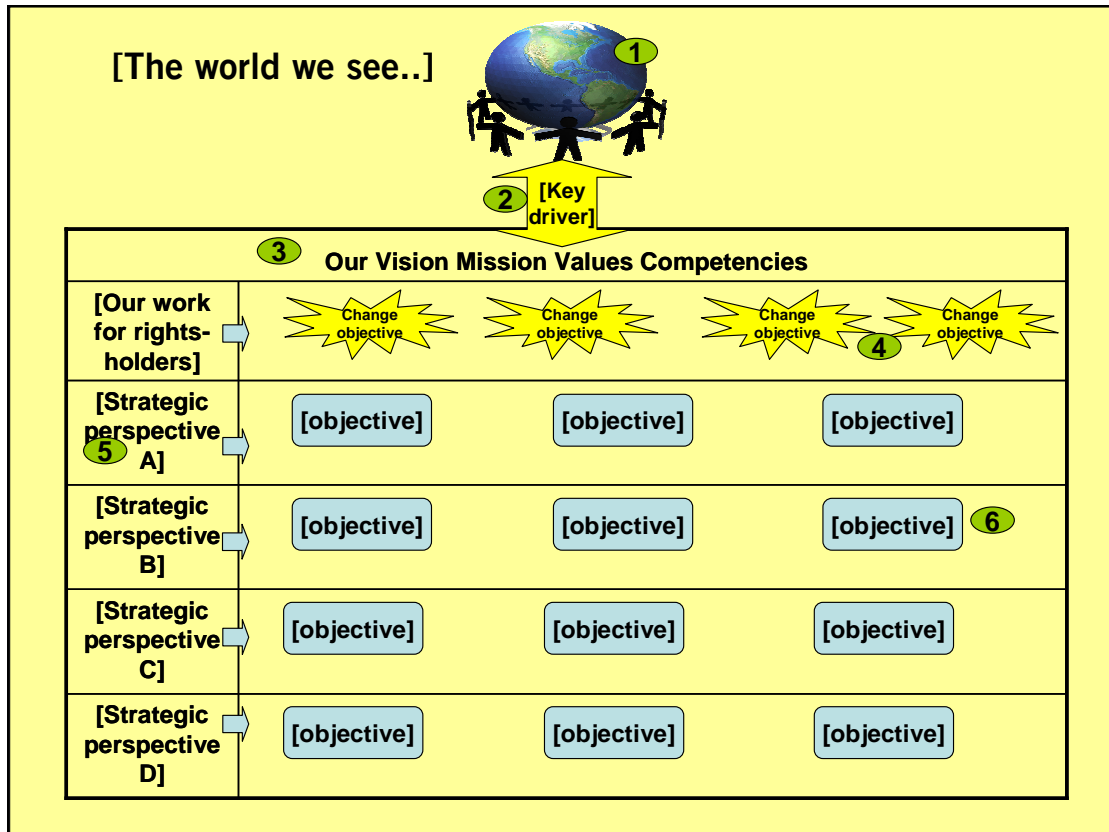 [The world we see..]
1
2
[Key
driver]
3
Our Vision Mission Values Competencies
[Our work
for rights-
holders]
Change
objective
Change
objective
Change
objective
4
Change
objective
[Strategic
perspective
A]
5
[objective]
[objective]
[objective]
[Strategic
perspective
B]
[objective]
[objective]
[objective]
6
[Strategic
perspective
C]
[objective]
[objective]
[objective]
[Strategic
perspective
D]
[objective]
[objective]
[objective]